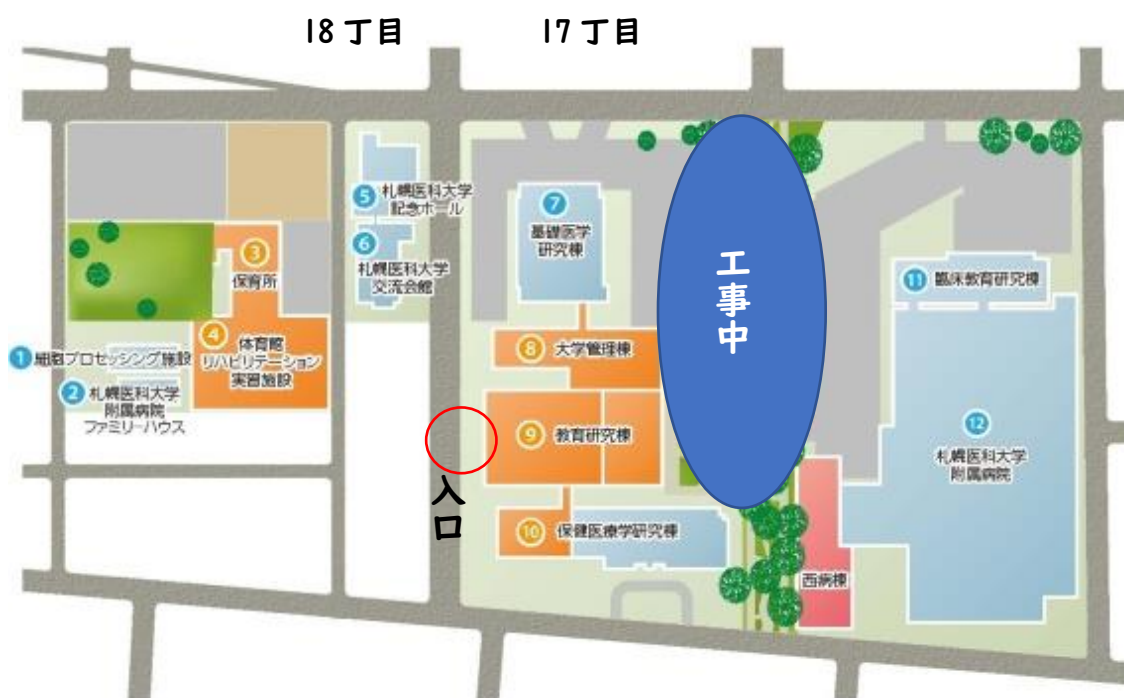 18丁目
17丁目
5 札幌医科大学
記念ホール
7
基礎医学
研究棟
3
保育所
6
札幌医科大学
交流会館
工事中
11 臨床教育研究棟
4 体育館
リハビリテーション
実習施設
8 大学管理棟
1 細胞プロセッシング施設
2 札幌医科大学
附属病院
ファミリーハウス
9 教育研究棟
12
札幌医科大学
附属病院
入口
10 保健医療学研究棟
西病棟